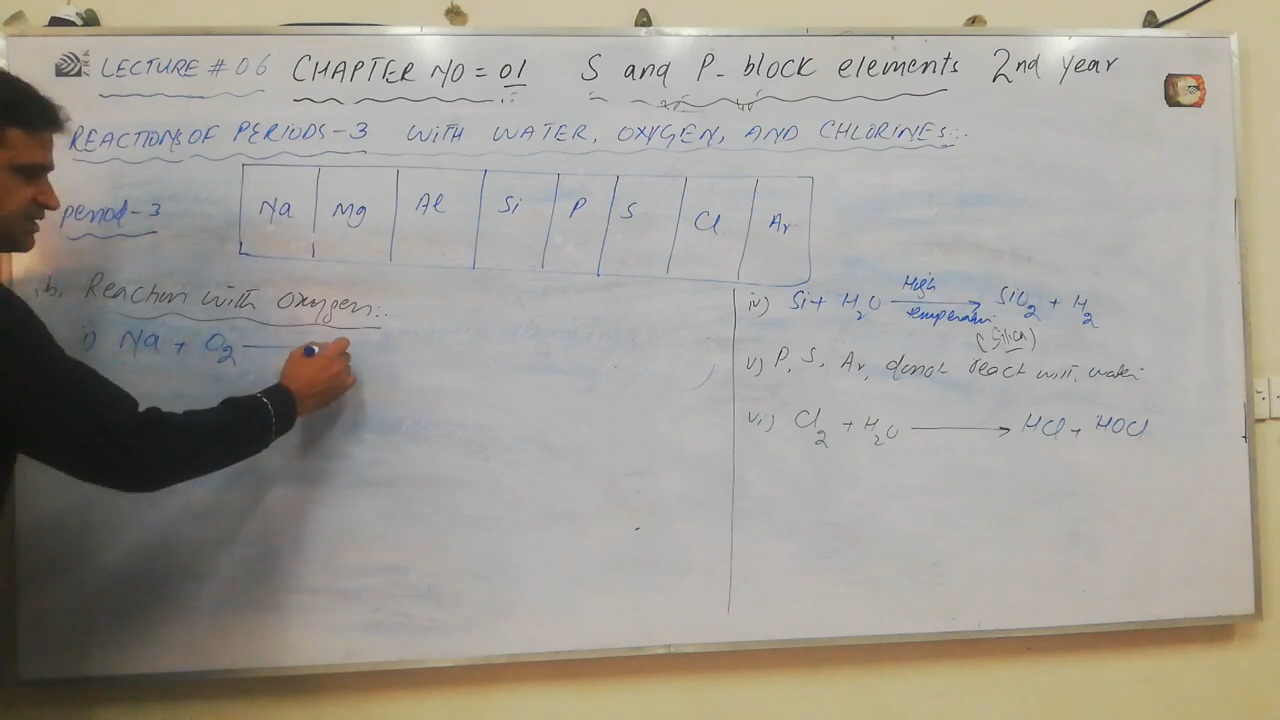 LECTURE # 06 CHAPTER NO = 01 S and P-block elements 2nd year
REACTIONS OF PERIODS-3 WITH WATER, OXYGEN, AND CHLORINES:.
period-3
Na Mg Al Si P S Cl Ar
b, Reaction with oxygen:.
i) Na + O2
iv) Si + H2O High temperatur SiO2 + H2
(Silica)
v) P, S, Ar, donot react with water
vi) Cl2 + H2O → HCl + HOCl